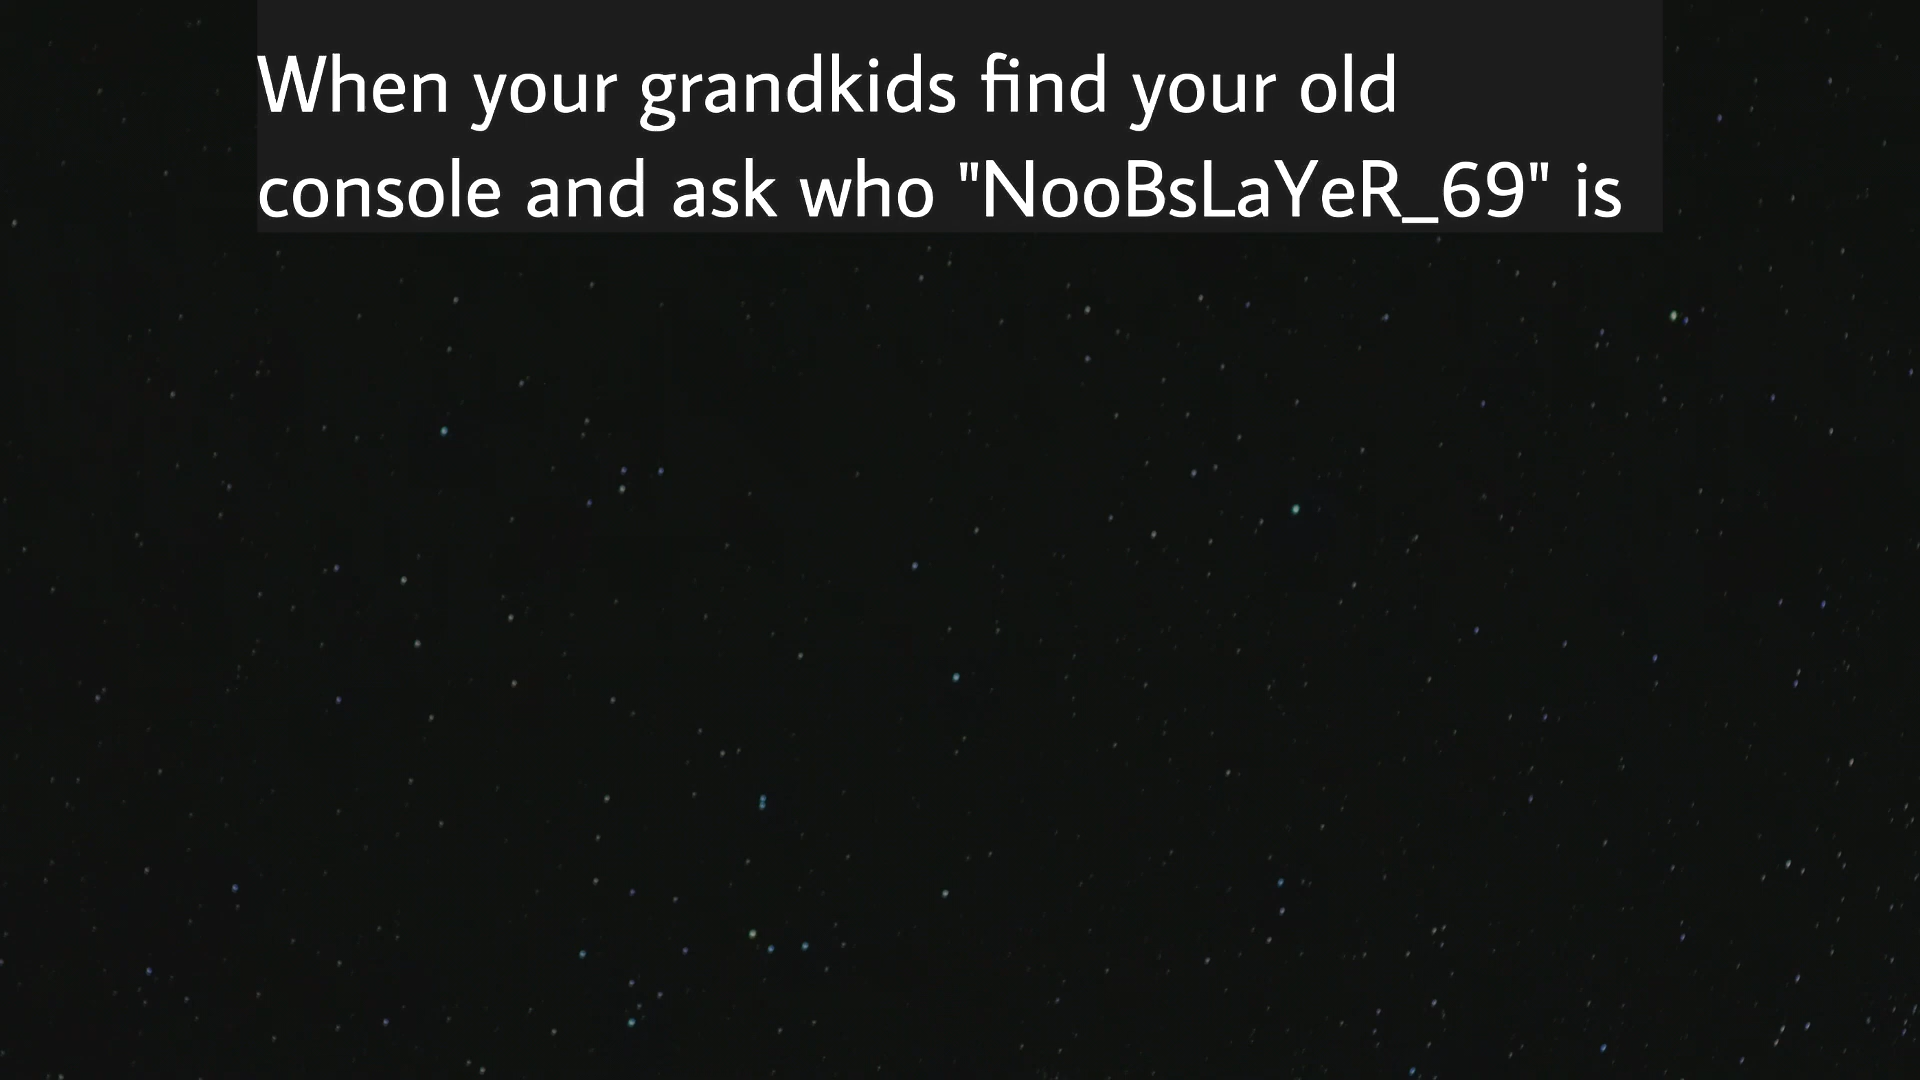 When your grandkids find your old
console and ask who "NooBsLaYeR_69" is